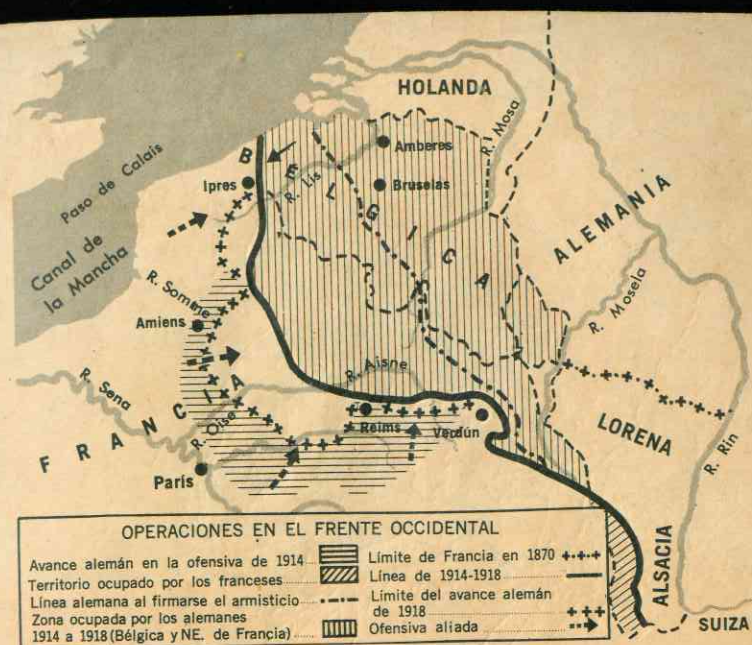 HOLANDA
R. Mosa
Amberes
BELGICA
Paso de Calais
Ipres
R. Lis
Bruselas
ALEMANIA
Canal de
la Mancha
R. Somme
Amiens
R. Mosela
R. Aisne
R. Sena
FRANCIA
R. Oise
Reims
Verdún
LORENA
R. Rin
París
ALSACIA
SUIZA
OPERACIONES EN EL FRENTE OCCIDENTAL
Avance alemán en la ofensiva de 1914
Territorio ocupado por los franceses
Línea alemana al firmarse el armisticio
Zona ocupada por los alemanes
1914 a 1918 (Bélgica y NE. de Francia)
Límite de Francia en 1870
Línea de 1914-1918
Límite del avance alemán
de 1918
Ofensiva aliada